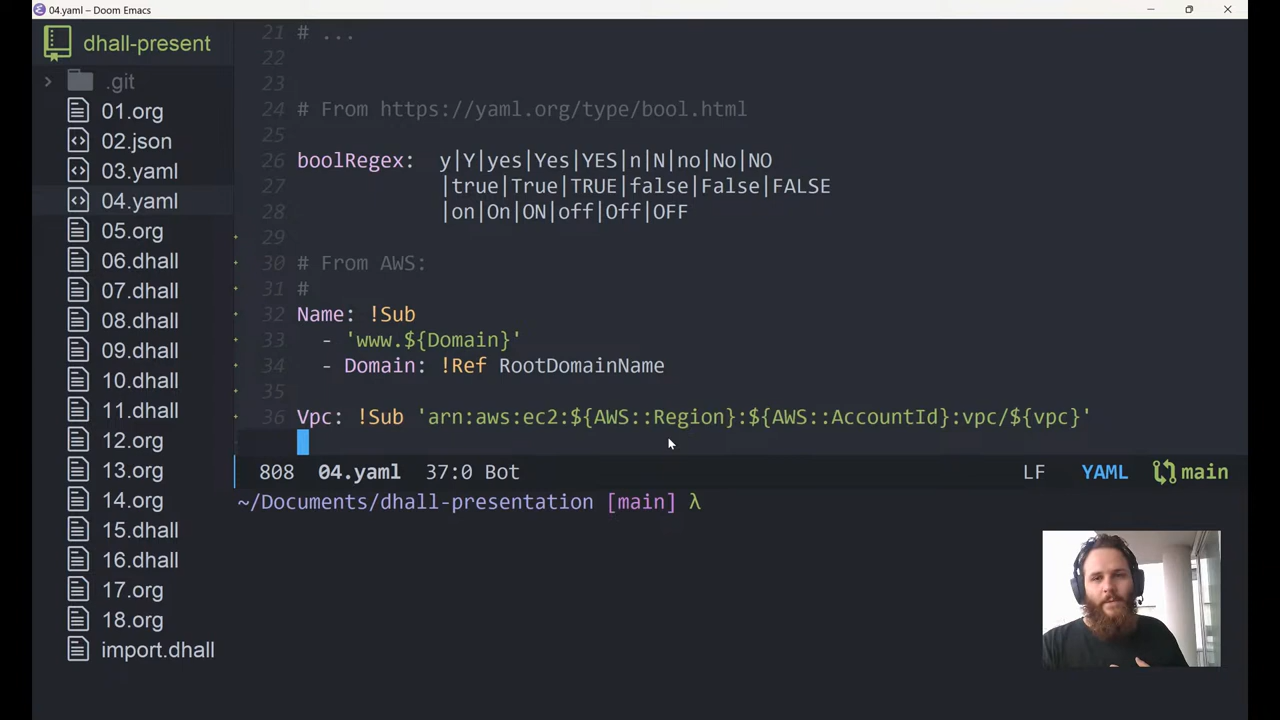 04.yaml – Doom Emacs
dhall-present
.git
01.org
02.json
03.yaml
04.yaml
05.org
06.dhall
07.dhall
08.dhall
09.dhall
10.dhall
11.dhall
12.org
13.org
14.org
15.dhall
16.dhall
17.org
18.org
import.dhall
21 # ...
22
23
24 # From https://yaml.org/type/bool.html
25
26 boolRegex: y|Y|yes|Yes|YES|n|N|no|No|NO
27 |true|True|TRUE|false|False|FALSE
28 |on|On|ON|off|Off|OFF
29
30 # From AWS:
31 #
32 Name: !Sub
33 - 'www.${Domain}'
34 - Domain: !Ref RootDomainName
35
36 Vpc: !Sub 'arn:aws:ec2:${AWS::Region}:${AWS::AccountId}:vpc/${vpc}'
808 04.yaml 37:0 Bot LF YAML main
~/Documents/dhall-presentation [main] λ